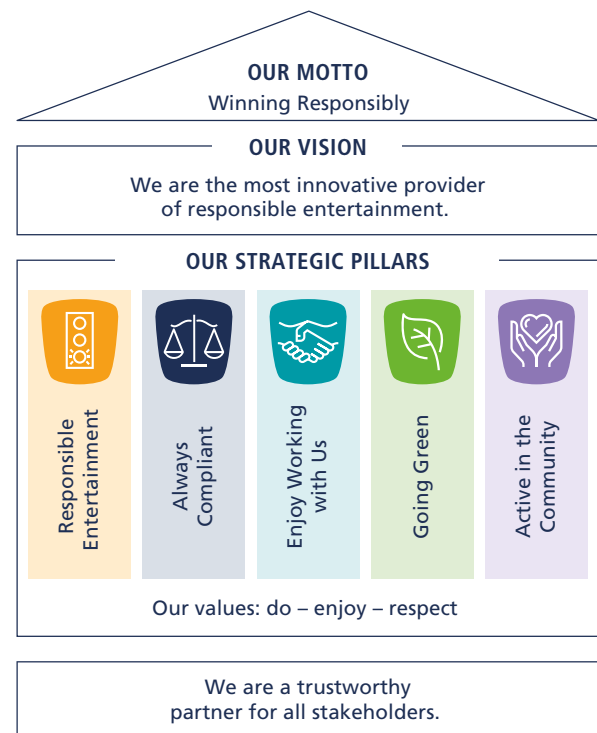 OUR MOTTO
Winning Responsibly
OUR VISION
We are the most innovative provider
of responsible entertainment.
OUR STRATEGIC PILLARS
Responsible
Entertainment
Always
Compliant
Enjoy Working
with Us
Going Green
Active in the
Community
Our values: do – enjoy – respect
We are a trustworthy
partner for all stakeholders.